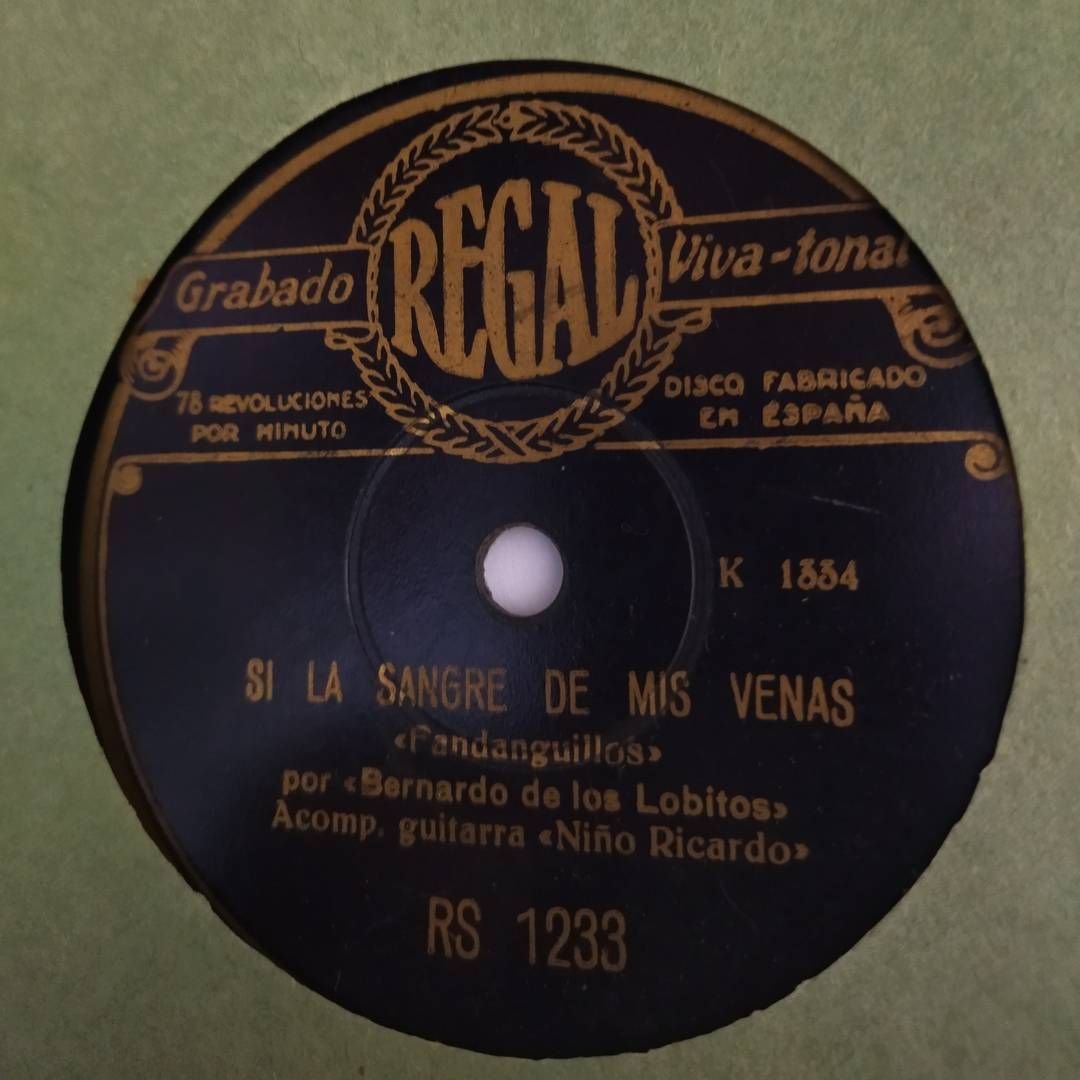 REGAL
Grabado
Viva-tonal
78 REVOLUCIONES
POR MINUTO
DISCO FABRICADO
EN ESPAÑA
K 1334
SI LA SANGRE DE MIS VENAS
«Fandanguillos»
por «Bernardo de los Lobitos»
Acomp. guitarra «Niño Ricardo»
RS 1233